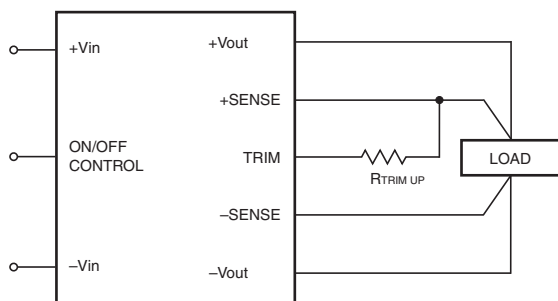 +Vin
+Vout
+SENSE
ON/OFF
CONTROL
TRIM
LOAD
RTRIM UP
–SENSE
–Vin
–Vout